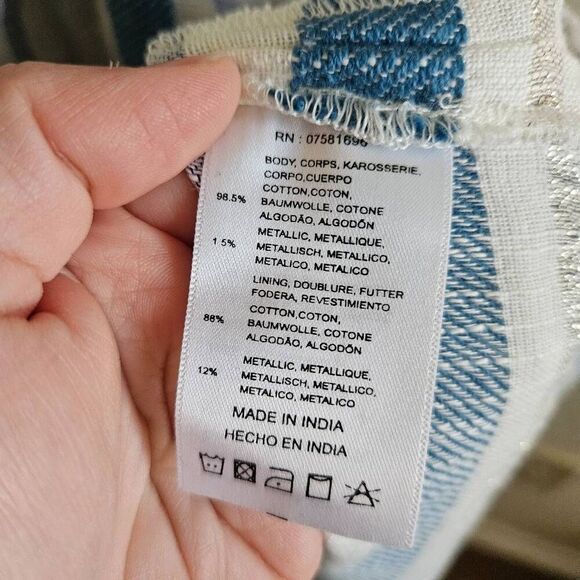 RN : 07581696
BODY, CORPS, KAROSSERIE,
CORPO,CUERPO
COTTON,COTON,
98.5% BAUMWOLLE, COTONE
ALGODÃO, ALGODÕN
METALLIC, METALLIQUE,
1 5% METALLISCH, METALLICO,
METALICO, METALICO
LINING, DOUBLURE, FUTTER
FODERA, REVESTIMIENTO
COTTON,COTON,
88% BAUMWOLLE, COTONE
ALGODÃO, ALGODÕN
METALLIC, METALLIQUE,
12% METALLISCH, METALLICO,
METALICO, METALICO
MADE IN INDIA
HECHO EN INDIA